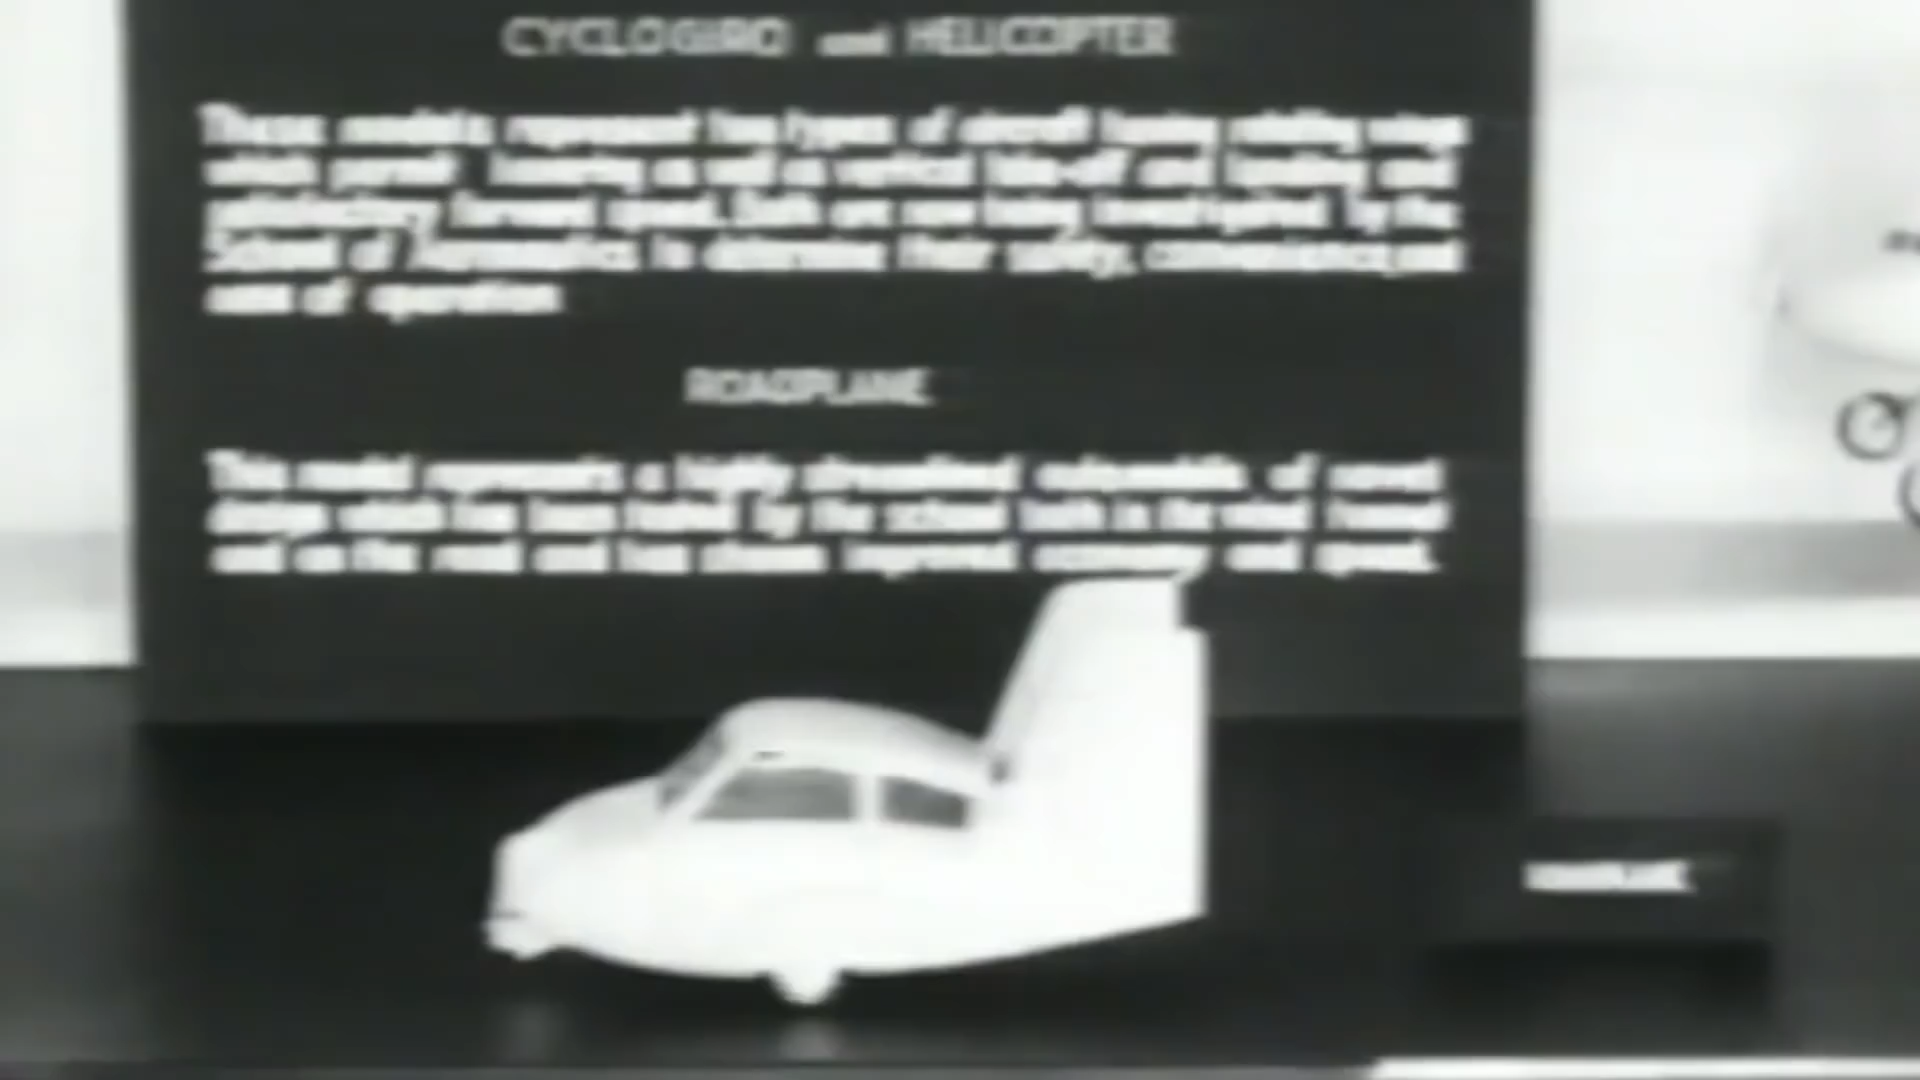 CYCLOGIRO and HELICOPTER
These models represent two types of aircraft having rotating wings
which permit hovering as well as vertical take-off and landing and
satisfactory forward speed. Both are now being investigated by the
School of Aeronautics to determine their safety, convenience, and
ease of operation
ROADPLANE
This model represents a highly streamlined automobile of novel
design which has been tested by the school both in the wind tunnel
and on the road and has shown improved economy and speed.
ROADPLANE